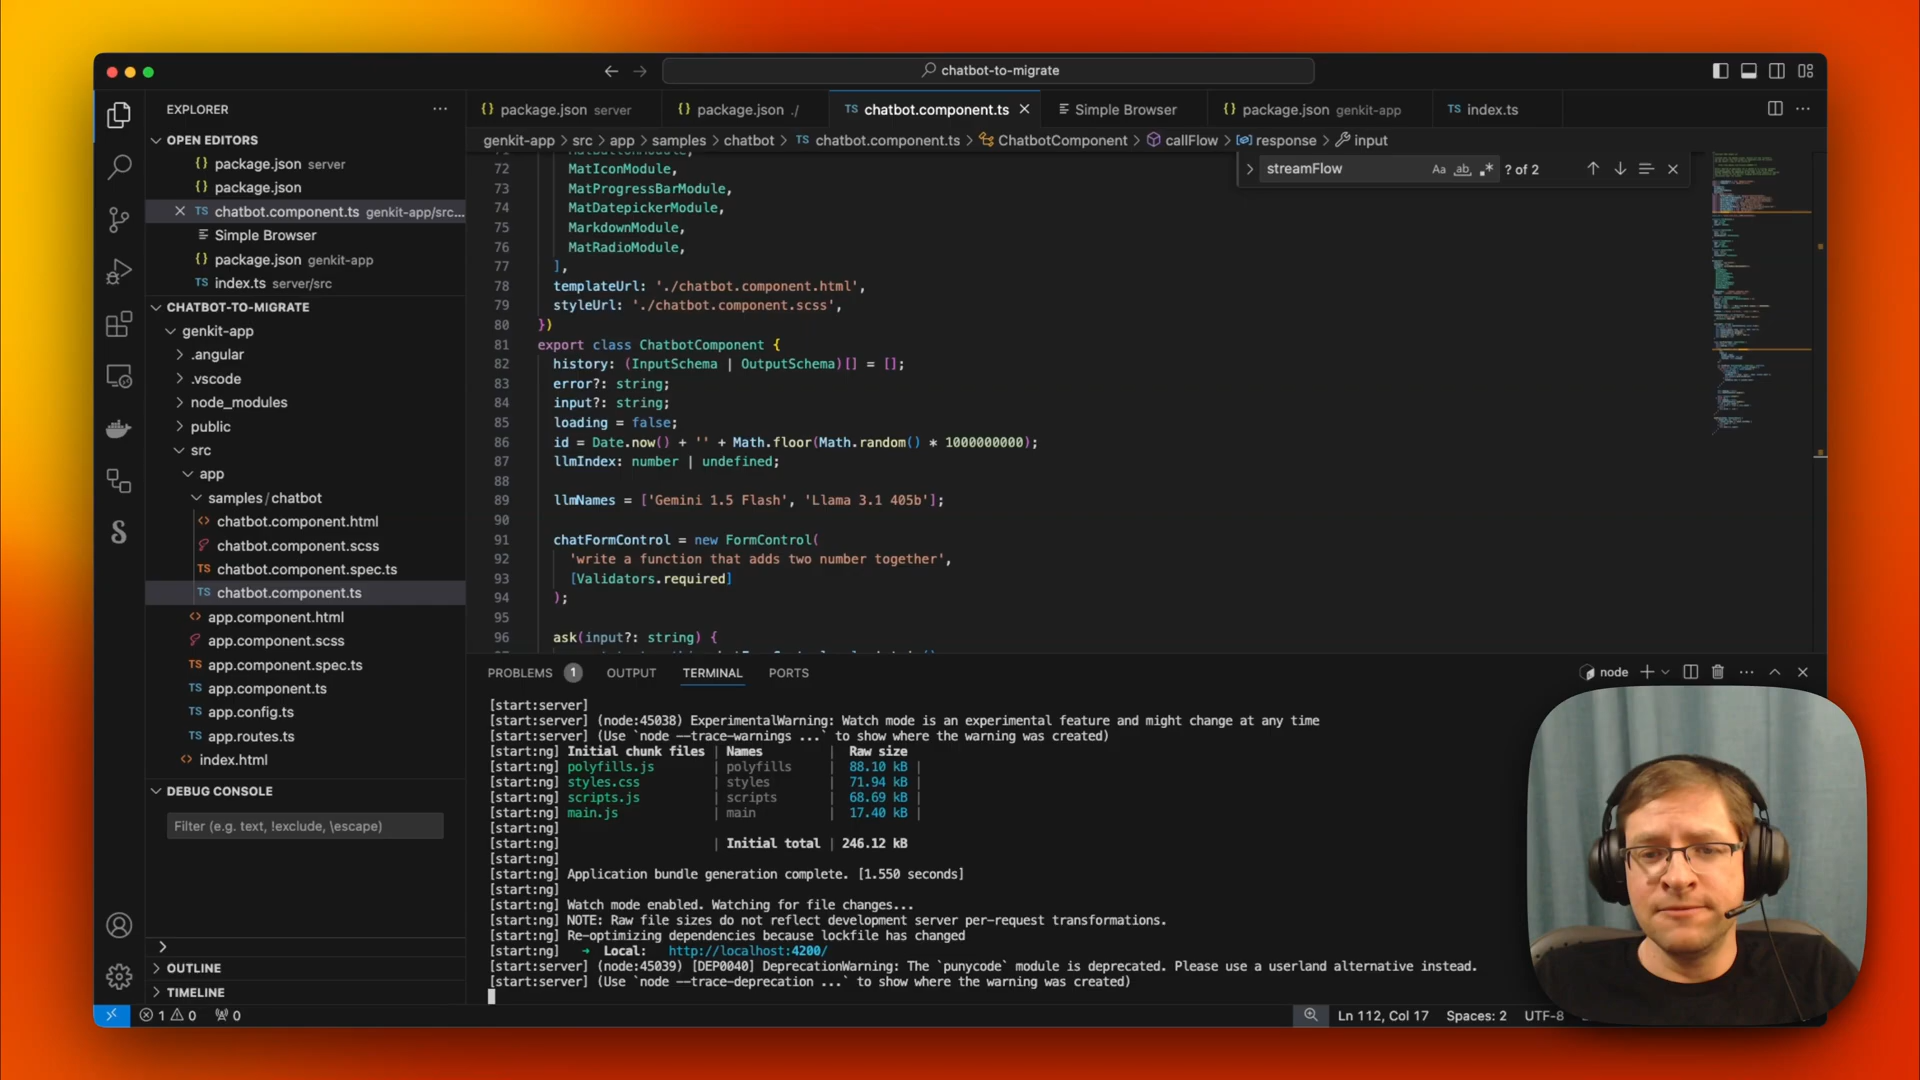 chatbot-to-migrate
EXPLORER
package.json server
package.json ./
chatbot.component.ts
Simple Browser
package.json genkit-app
index.ts
genkit-app > src > app > samples > chatbot > TS chatbot.component.ts > ChatbotComponent > callFlow > response > input
streamFlow
Aa ab ? of 2
OPEN EDITORS
{} package.json server
{} package.json
TS chatbot.component.ts genkit-app/src...
Simple Browser
{} package.json genkit-app
TS index.ts server/src
CHATBOT-TO-MIGRATE
genkit-app
.angular
.vscode
node_modules
public
src
app
samples/chatbot
chatbot.component.html
chatbot.component.scss
TS chatbot.component.spec.ts
TS chatbot.component.ts
app.component.html
app.component.scss
TS app.component.spec.ts
TS app.component.ts
TS app.config.ts
TS app.routes.ts
index.html
DEBUG CONSOLE
Filter (e.g. text, !exclude, \escape)
OUTLINE
TIMELINE
72 MatIconModule,
73 MatProgressBarModule,
74 MatDatepickerModule,
75 MarkdownModule,
76 MatRadioModule,
77 ],
78 templateUrl: './chatbot.component.html',
79 styleUrl: './chatbot.component.scss',
80 })
81 export class ChatbotComponent {
82 history: (InputSchema | OutputSchema)[] = [];
83 error?: string;
84 input?: string;
85 loading = false;
86 id = Date.now() + '' + Math.floor(Math.random() * 1000000000);
87 llmIndex: number | undefined;
88
89 llmNames = ['Gemini 1.5 Flash', 'Llama 3.1 405b'];
90
91 chatFormControl = new FormControl(
92 'write a function that adds two number together',
93 [Validators.required]
94 );
95
96 ask(input?: string) {
PROBLEMS 1 OUTPUT TERMINAL PORTS
node
[start:server]
[start:server] (node:45038) ExperimentalWarning: Watch mode is an experimental feature and might change at any time
[start:server] (Use `node --trace-warnings ...` to show where the warning was created)
[start:ng] Initial chunk files | Names | Raw size
[start:ng] polyfills.js | polyfills | 88.10 kB |
[start:ng] styles.css | styles | 71.94 kB |
[start:ng] scripts.js | scripts | 68.69 kB |
[start:ng] main.js | main | 17.40 kB |
[start:ng]
[start:ng] | Initial total | 246.12 kB
[start:ng]
[start:ng] Application bundle generation complete. [1.550 seconds]
[start:ng]
[start:ng] Watch mode enabled. Watching for file changes...
[start:ng] NOTE: Raw file sizes do not reflect development server per-request transformations.
[start:ng] Re-optimizing dependencies because lockfile has changed
[start:ng] ➜ Local: http://localhost:4200/
[start:server] (node:45039) [DEP0040] DeprecationWarning: The `punycode` module is deprecated. Please use a userland alternative instead.
[start:server] (Use `node --trace-deprecation ...` to show where the warning was created)
1 0 0
Ln 112, Col 17 Spaces: 2 UTF-8